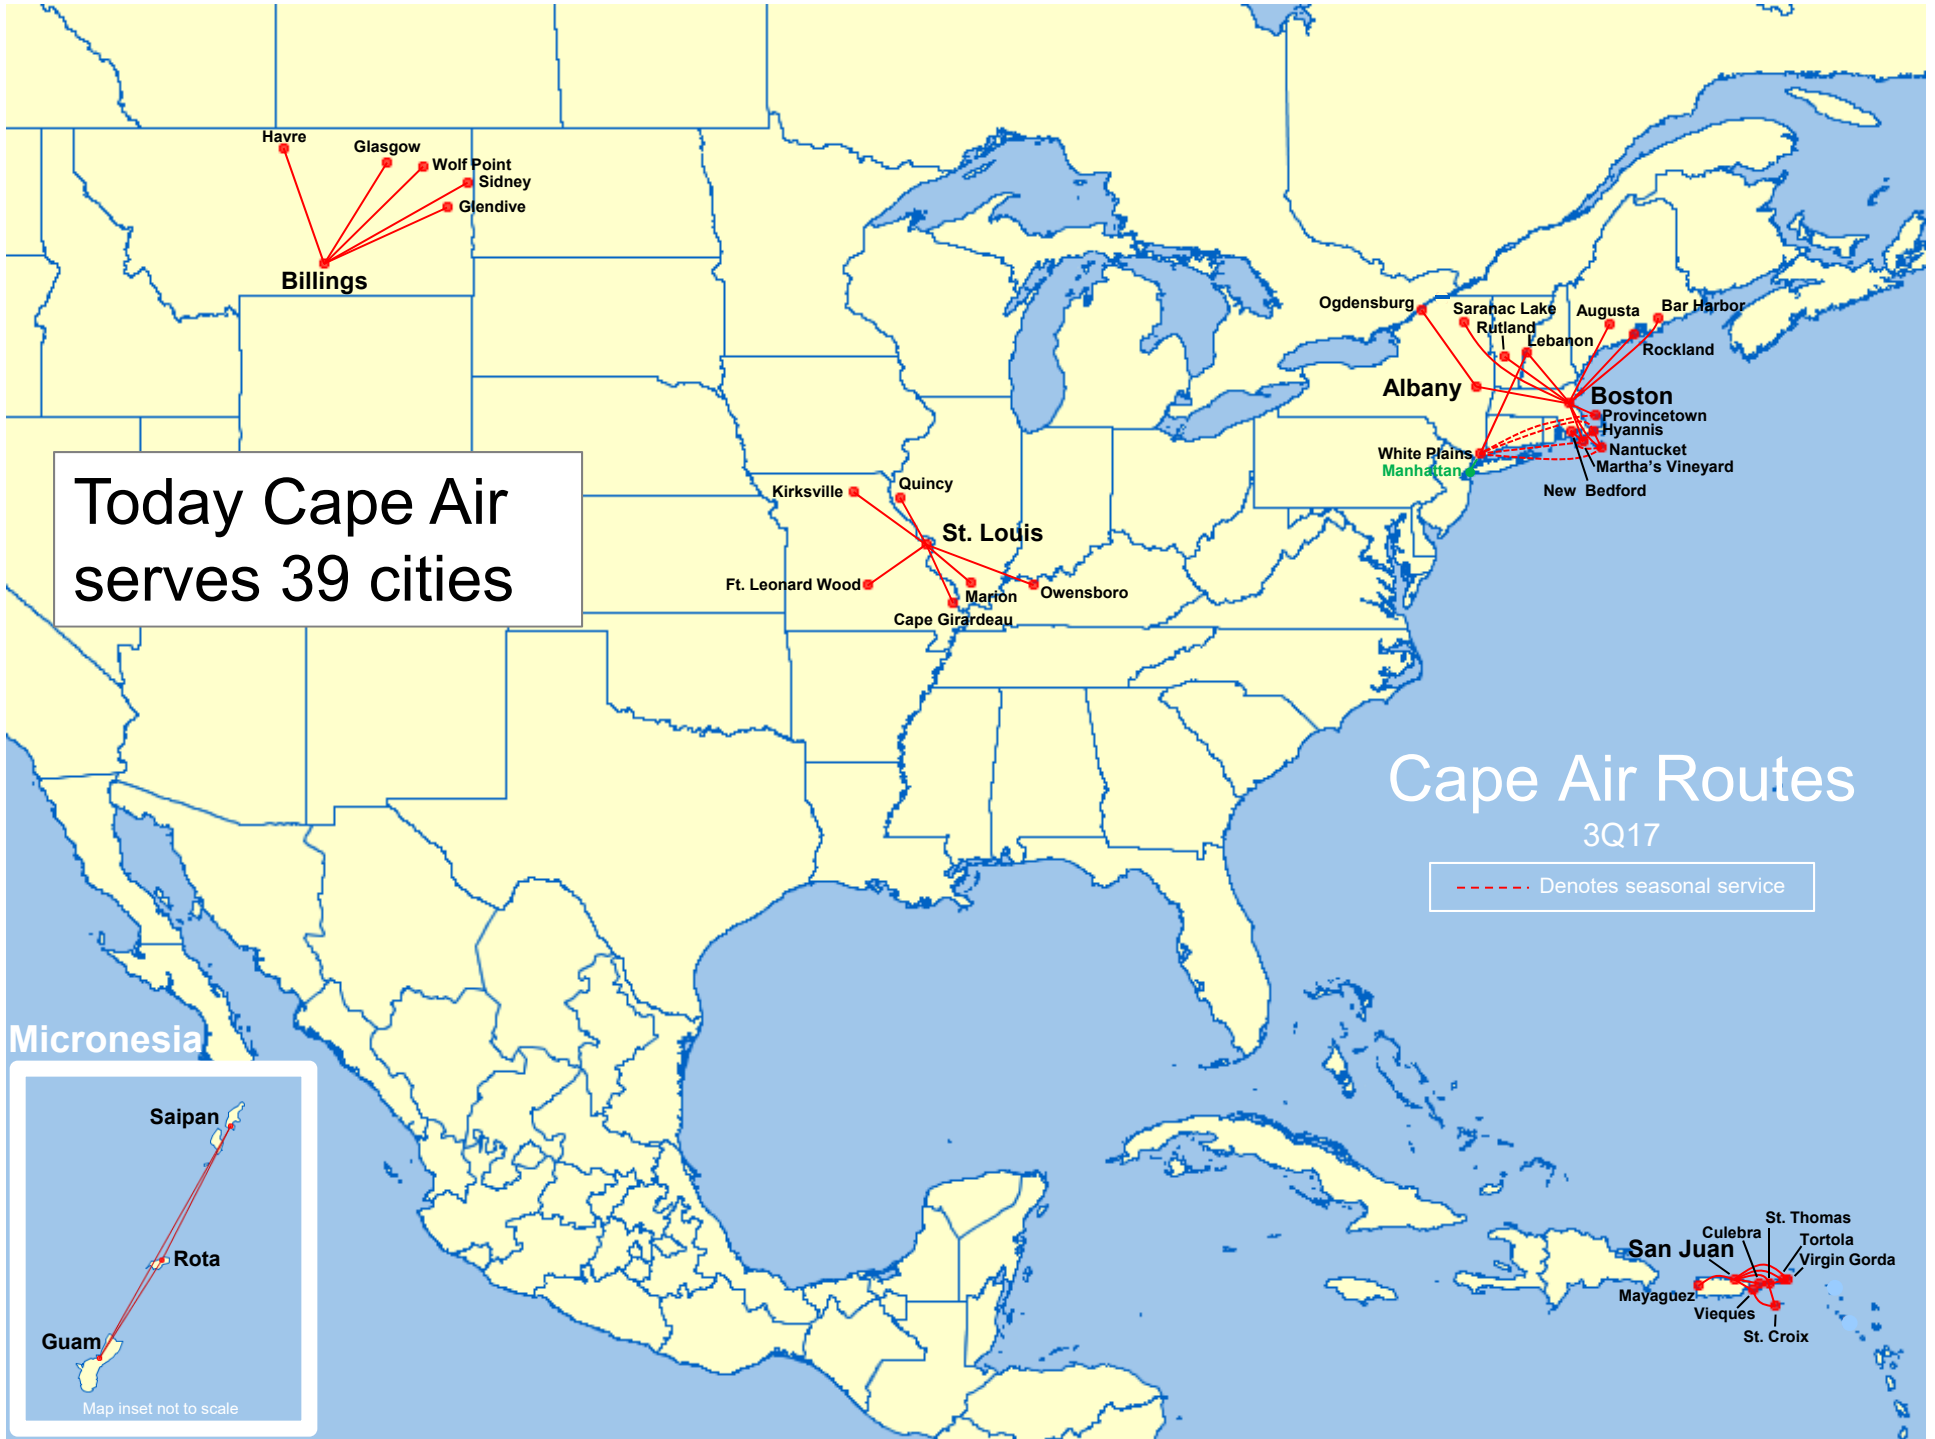 Havre
Glasgow
Wolf Point
Sidney
Glendive
Billings
Ogdensburg
Saranac Lake
Rutland
Lebanon
Augusta
Bar Harbor
Rockland
Albany
Boston
Provincetown
Hyannis
Nantucket
Martha's Vineyard
New Bedford
White Plains
Manhattan
Today Cape Air
serves 39 cities
Kirksville
Quincy
St. Louis
Ft. Leonard Wood
Marion
Owensboro
Cape Girardeau
Cape Air Routes
3Q17
Denotes seasonal service
Micronesia
Saipan
Rota
Guam
Map inset not to scale
St. Thomas
Culebra
Tortola
San Juan
Virgin Gorda
Mayaguez
Vieques
St. Croix